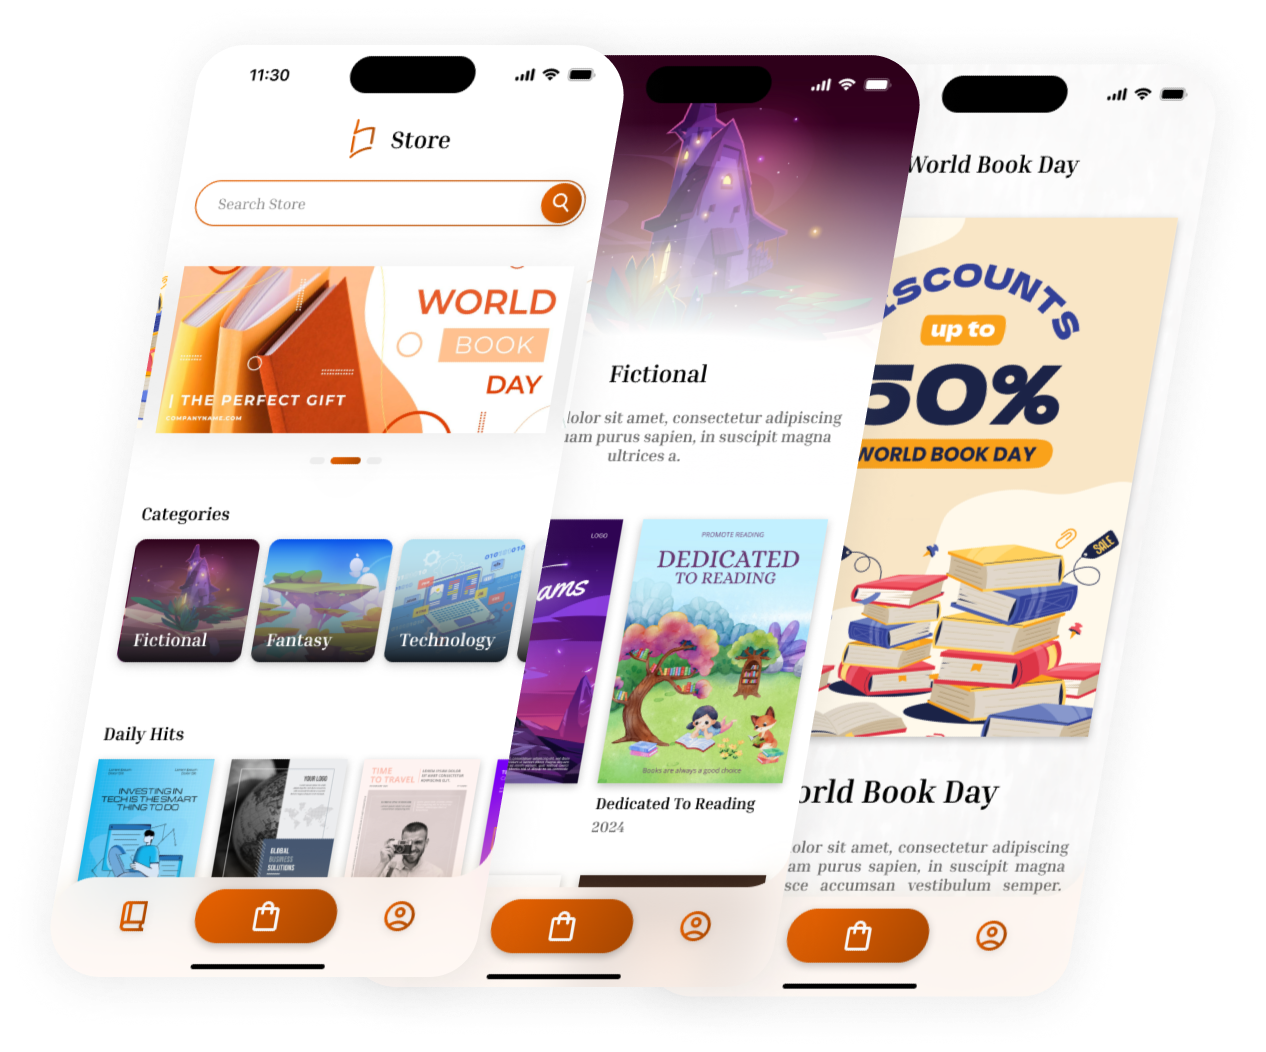 11:30
Store
Search Store
WORLD
BOOK
DAY
THE PERFECT GIFT
COMPANYNAME.COM
Categories
Fictional
Fantasy
Technology
Daily Hits
INVESTING IN
TECH IS THE SMART
THING TO DO
YOUR LOGO
GLOBAL
BUSINESS
SOLUTIONS
TIME
TO TRAVEL
Fictional
dolor sit amet, consectetur adipiscing
uam purus sapien, in suscipit magna
ultrices a.
LOGO
ams
PROMOTE READING
DEDICATED
TO READING
Books are always a good choice
Dedicated To Reading
2024
World Book Day
ISCOUNTS
up to
50%
WORLD BOOK DAY
SALE
orld Book Day
olor sit amet, consectetur adipiscing
am purus sapien, in suscipit magna
sce accumsan vestibulum semper.